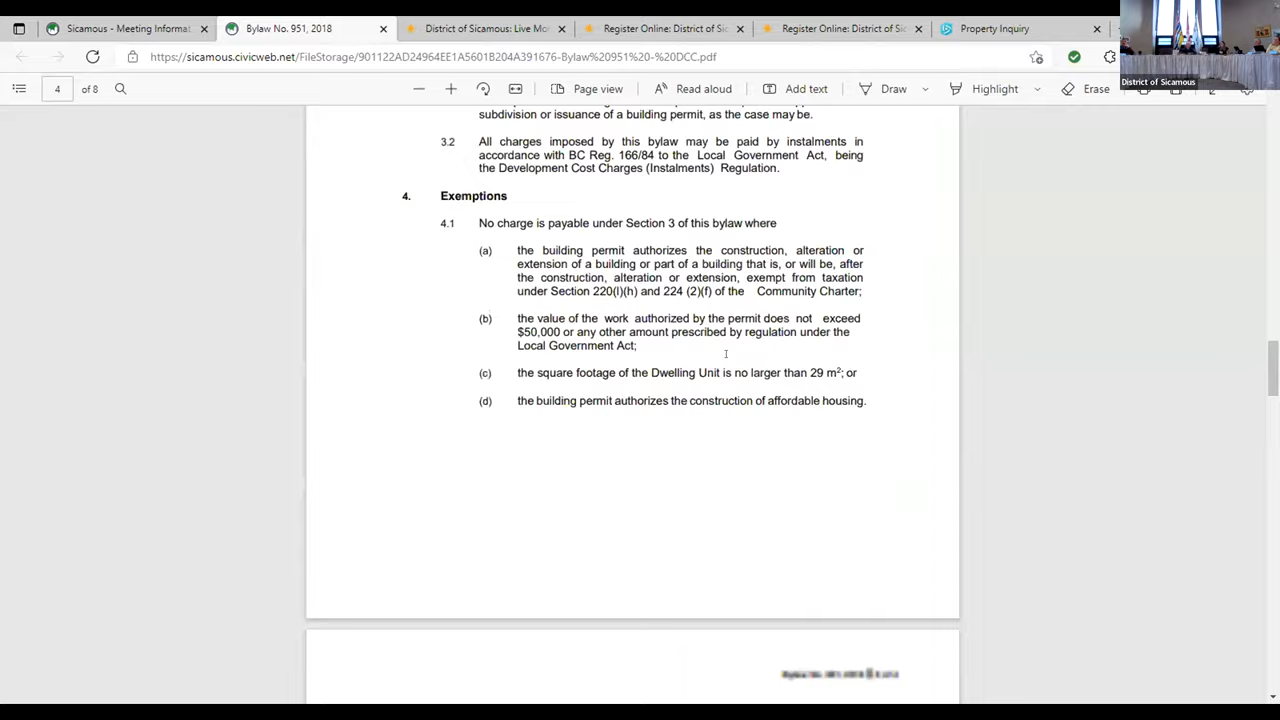 Sicamous - Meeting Informat
Bylaw No. 951, 2018
District of Sicamous: Live Mo
Register Online: District of Sic
Register Online: District of Sic
Property Inquiry
https://sicamous.civicweb.net/FileStorage/901122AD24964EE1A5601B204A391676-Bylaw%20951%20-%20DCC.pdf
District of Sicamous
4 of 8
Page view
Read aloud
Add text
Draw
Highlight
Erase
subdivision or issuance of a building permit, as the case may be.
3.2 All charges imposed by this bylaw may be paid by instalments in
accordance with BC Reg. 166/84 to the Local Government Act, being
the Development Cost Charges (Instalments) Regulation.
4. Exemptions
4.1 No charge is payable under Section 3 of this bylaw where
(a) the building permit authorizes the construction, alteration or
extension of a building or part of a building that is, or will be, after
the construction, alteration or extension, exempt from taxation
under Section 220(l)(h) and 224 (2)(f) of the Community Charter;
(b) the value of the work authorized by the permit does not exceed
$50,000 or any other amount prescribed by regulation under the
Local Government Act;
(c) the square footage of the Dwelling Unit is no larger than 29 m²; or
(d) the building permit authorizes the construction of affordable housing.